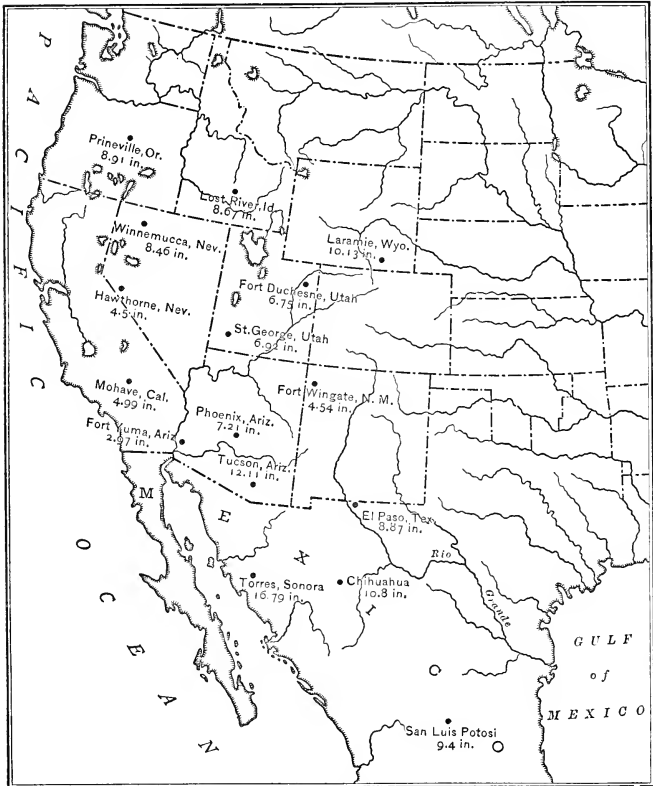 PACIFIC
OCEAN
Prineville, Or.
8.91 in.
Lost River, Id.
8.67 in.
Winnemucca, Nev.
8.46 in.
Laramie, Wyo.
10.13 in.
Fort Duchesne, Utah
6.75 in.
Hawthorne, Nev.
4.5 in.
St. George, Utah
6.92 in.
Mohave, Cal.
4.99 in.
Fort Wingate, N. M.
4.54 in.
Phoenix, Ariz.
7.21 in.
Fort Yuma, Ariz.
2.97 in.
Tucson, Ariz.
12.11 in.
MEXI
El Paso, Tex.
8.87 in.
Rio
Grande
Torres, Sonora
16.79 in.
Chihuahua
10.8 in.
GULF
of
MEXICO
San Luis Potosi
9.4 in.
O
O